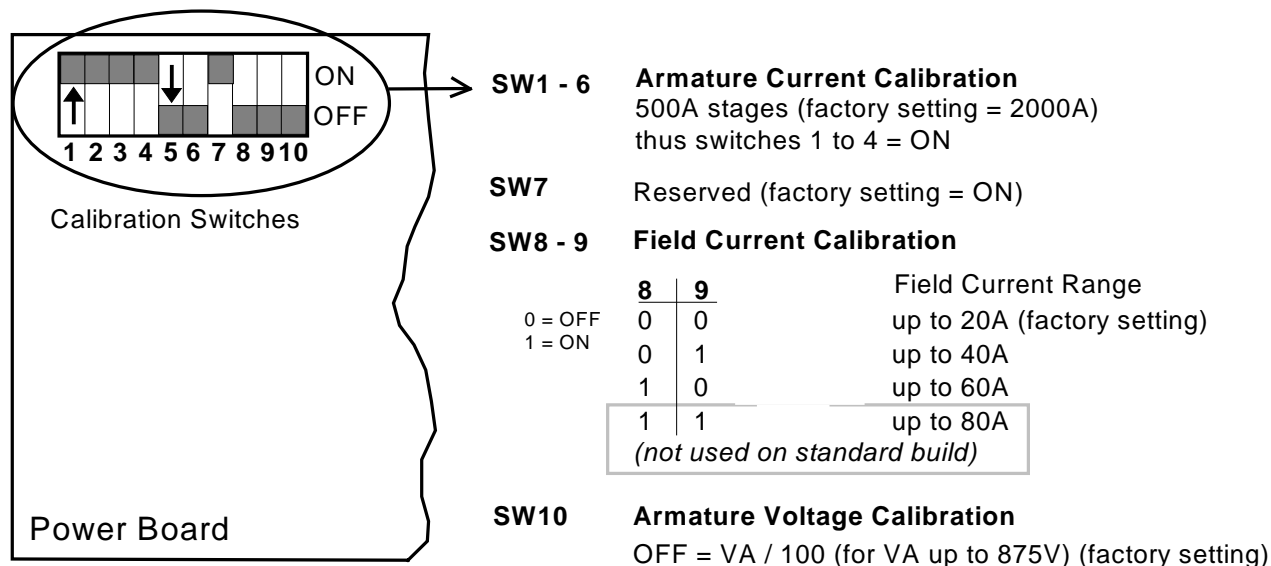 ON
OFF
1 2 3 4 5 6 7 8 9 10
Calibration Switches
Power Board
SW1 - 6 Armature Current Calibration
500A stages (factory setting = 2000A)
thus switches 1 to 4 = ON
SW7 Reserved (factory setting = ON)
SW8 - 9 Field Current Calibration
8 9 Field Current Range
0 = OFF 0 0 up to 20A (factory setting)
1 = ON 0 1 up to 40A
1 0 up to 60A
1 1 up to 80A
(not used on standard build)
SW10 Armature Voltage Calibration
OFF = VA / 100 (for VA up to 875V) (factory setting)